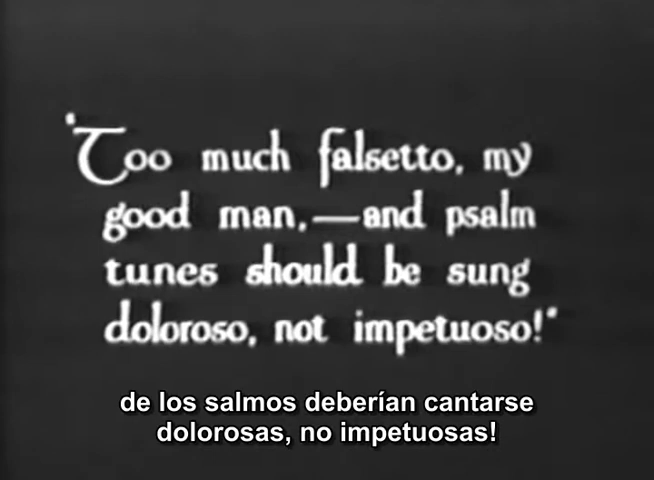 "Too much falsetto, my
good man,—and psalm
tunes should be sung
doloroso, not impetuoso!"
de los salmos deberían cantarse
dolorosas, no impetuosas!